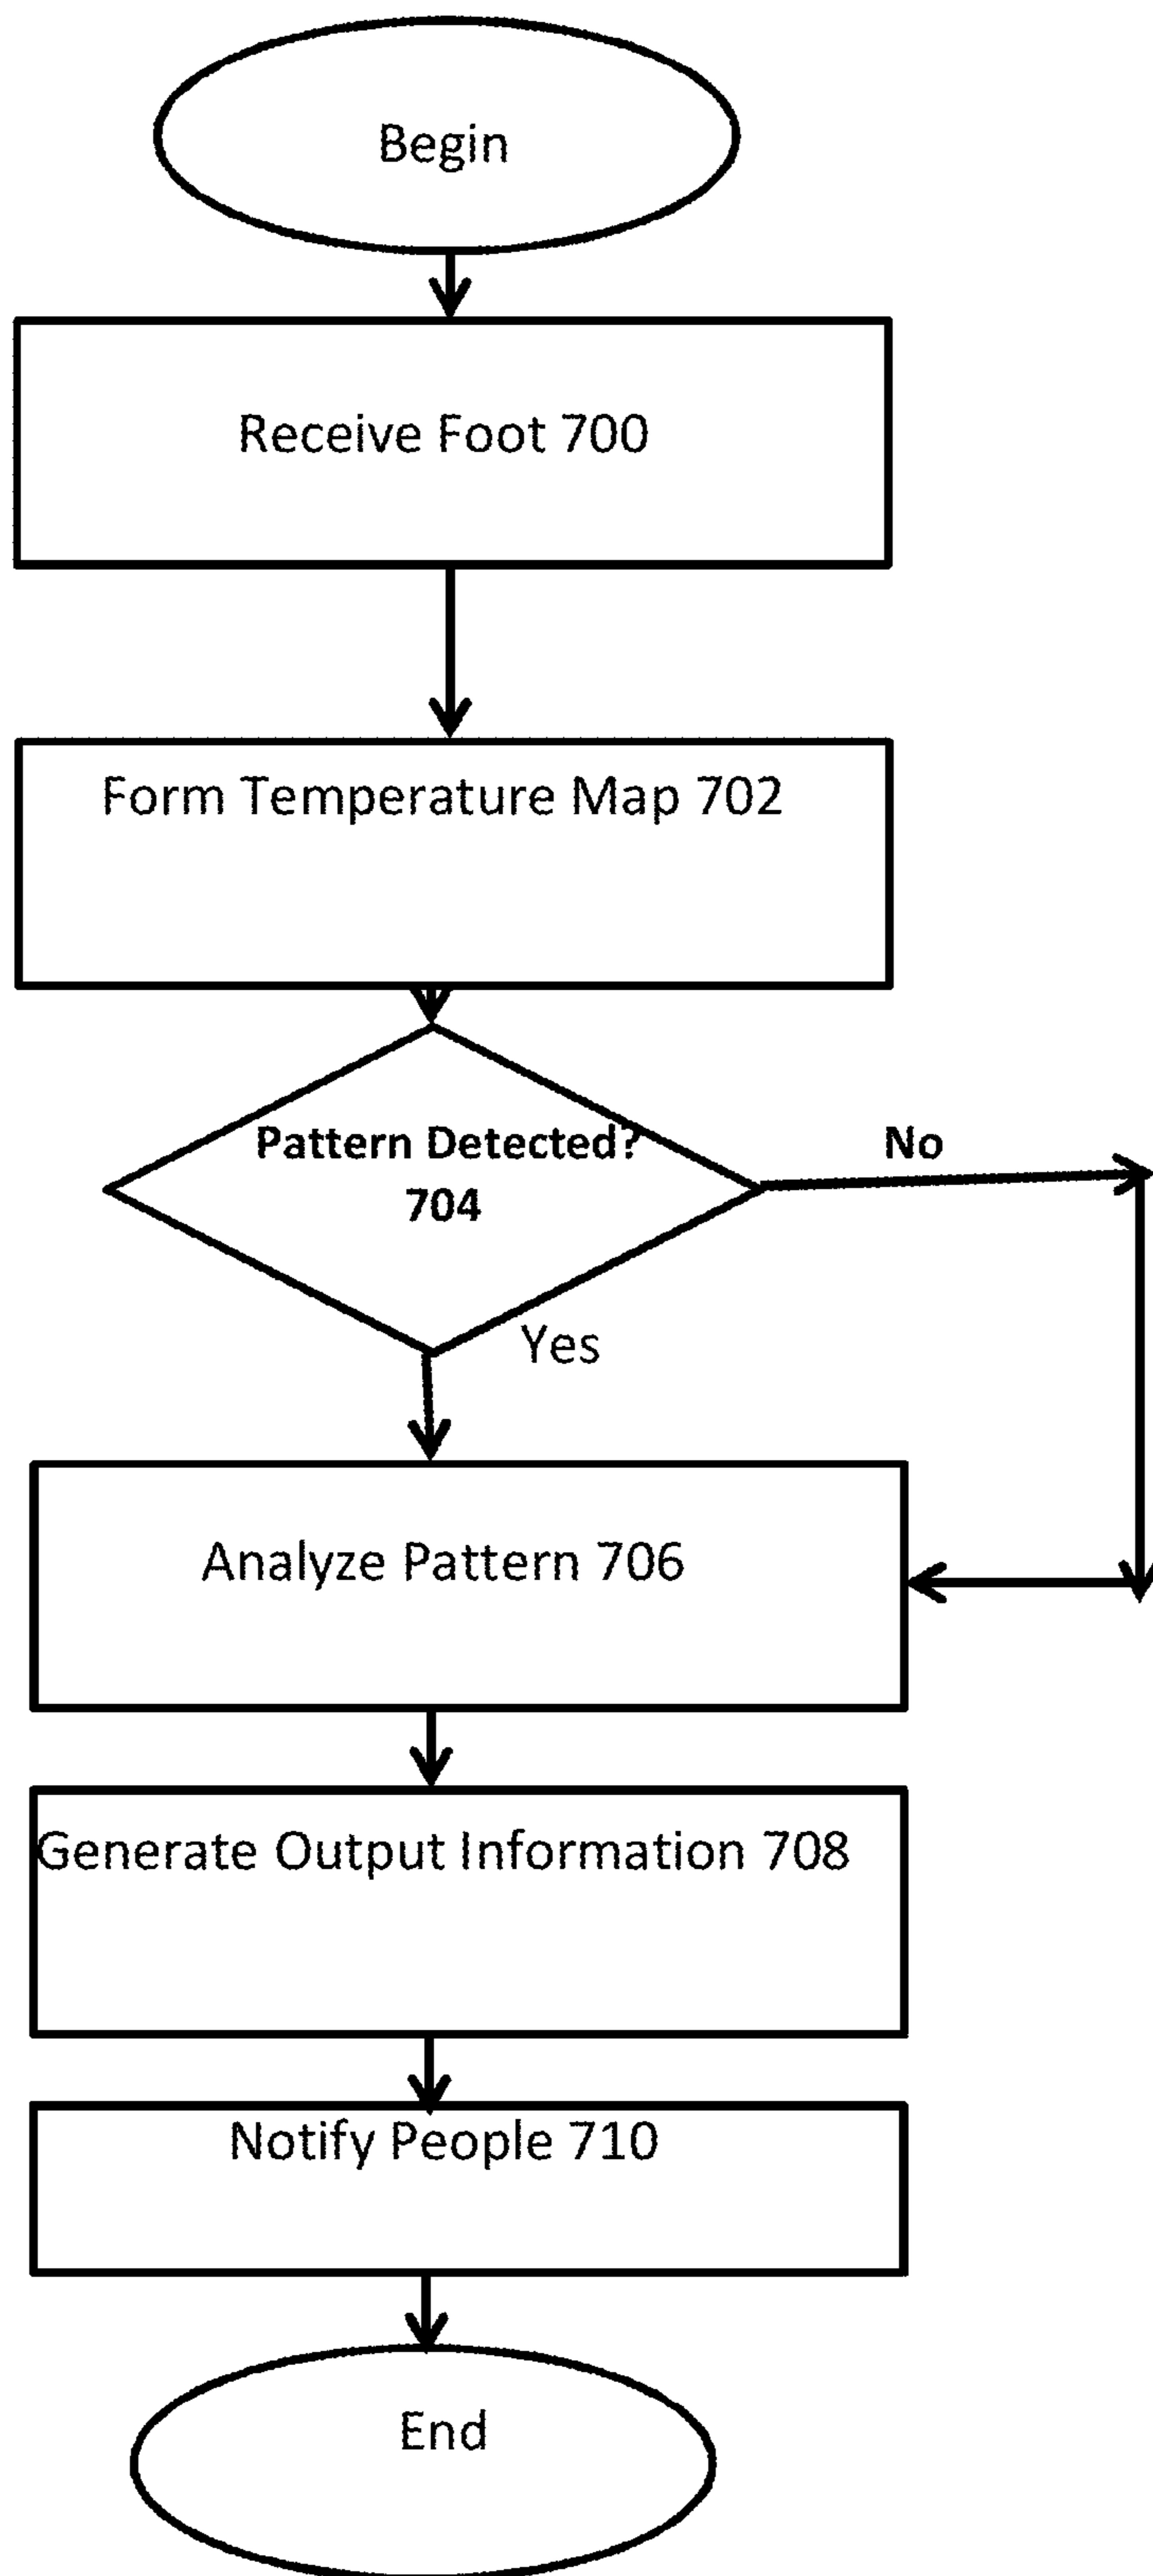 Begin
Receive Foot 700
Form Temperature Map 702
Pattern Detected?
704
No
Yes
Analyze Pattern 706
Generate Output Information 708
Notify People 710
End